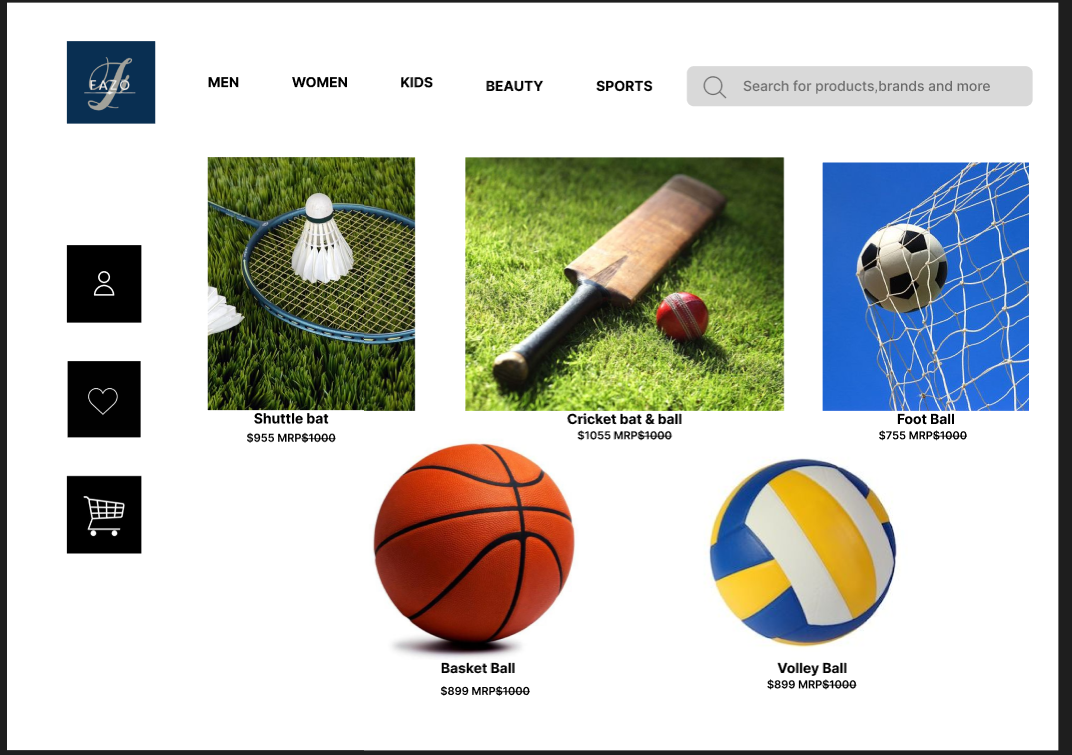 EAZO
MEN WOMEN KIDS BEAUTY SPORTS Search for products,brands and more
Shuttle bat
$955 MRP$1000
Cricket bat & ball
$1055 MRP$1000
Foot Ball
$755 MRP$1000
Basket Ball
$899 MRP$1000
Volley Ball
$899 MRP$1000